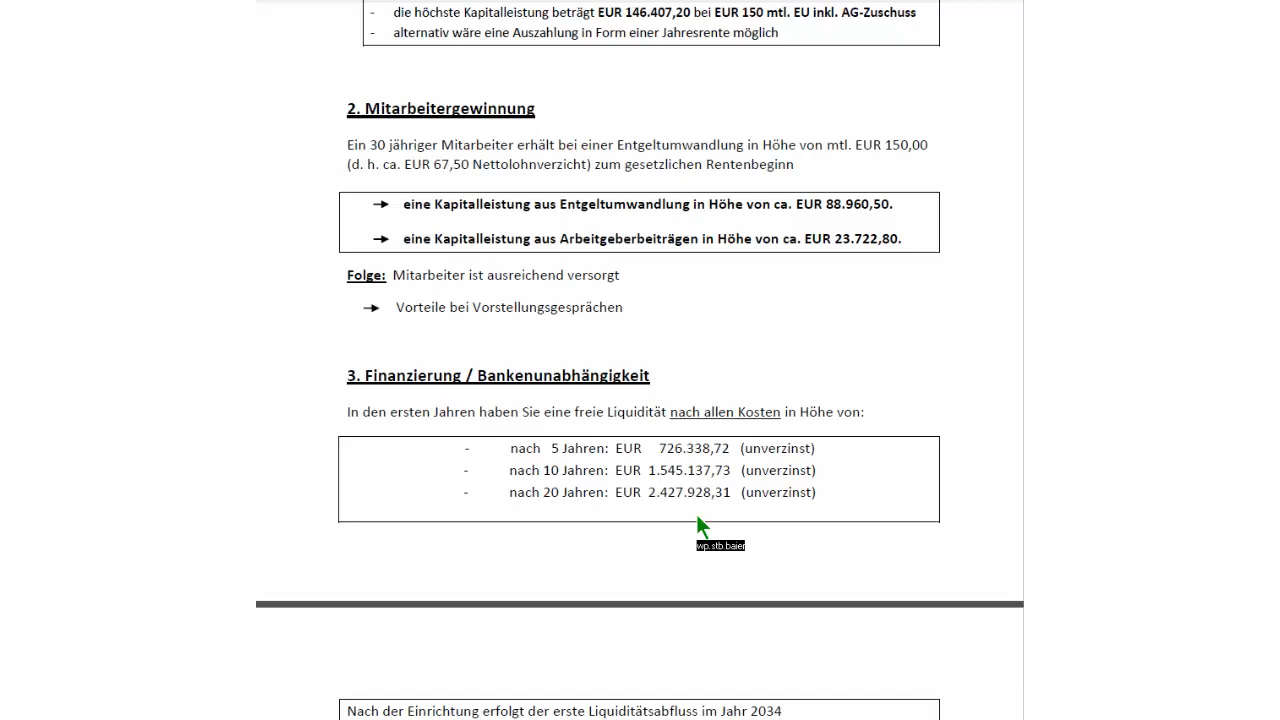 - die höchste Kapitalleistung beträgt EUR 146.407,20 bei EUR 150 mtl. EU inkl. AG-Zuschuss
- alternativ wäre eine Auszahlung in Form einer Jahresrente möglich
2. Mitarbeitergewinnung
Ein 30 jähriger Mitarbeiter erhält bei einer Entgeltumwandlung in Höhe von mtl. EUR 150,00
(d. h. ca. EUR 67,50 Nettolohnverzicht) zum gesetzlichen Rentenbeginn
→ eine Kapitalleistung aus Entgeltumwandlung in Höhe von ca. EUR 88.960,50.
→ eine Kapitalleistung aus Arbeitgeberbeiträgen in Höhe von ca. EUR 23.722,80.
Folge: Mitarbeiter ist ausreichend versorgt
→ Vorteile bei Vorstellungsgesprächen
3. Finanzierung / Bankenunabhängigkeit
In den ersten Jahren haben Sie eine freie Liquidität nach allen Kosten in Höhe von:
- nach 5 Jahren: EUR 726.338,72 (unverzinst)
- nach 10 Jahren: EUR 1.545.137,73 (unverzinst)
- nach 20 Jahren: EUR 2.427.928,31 (unverzinst)
wp.stb.baier
Nach der Einrichtung erfolgt der erste Liquiditätsabfluss im Jahr 2034